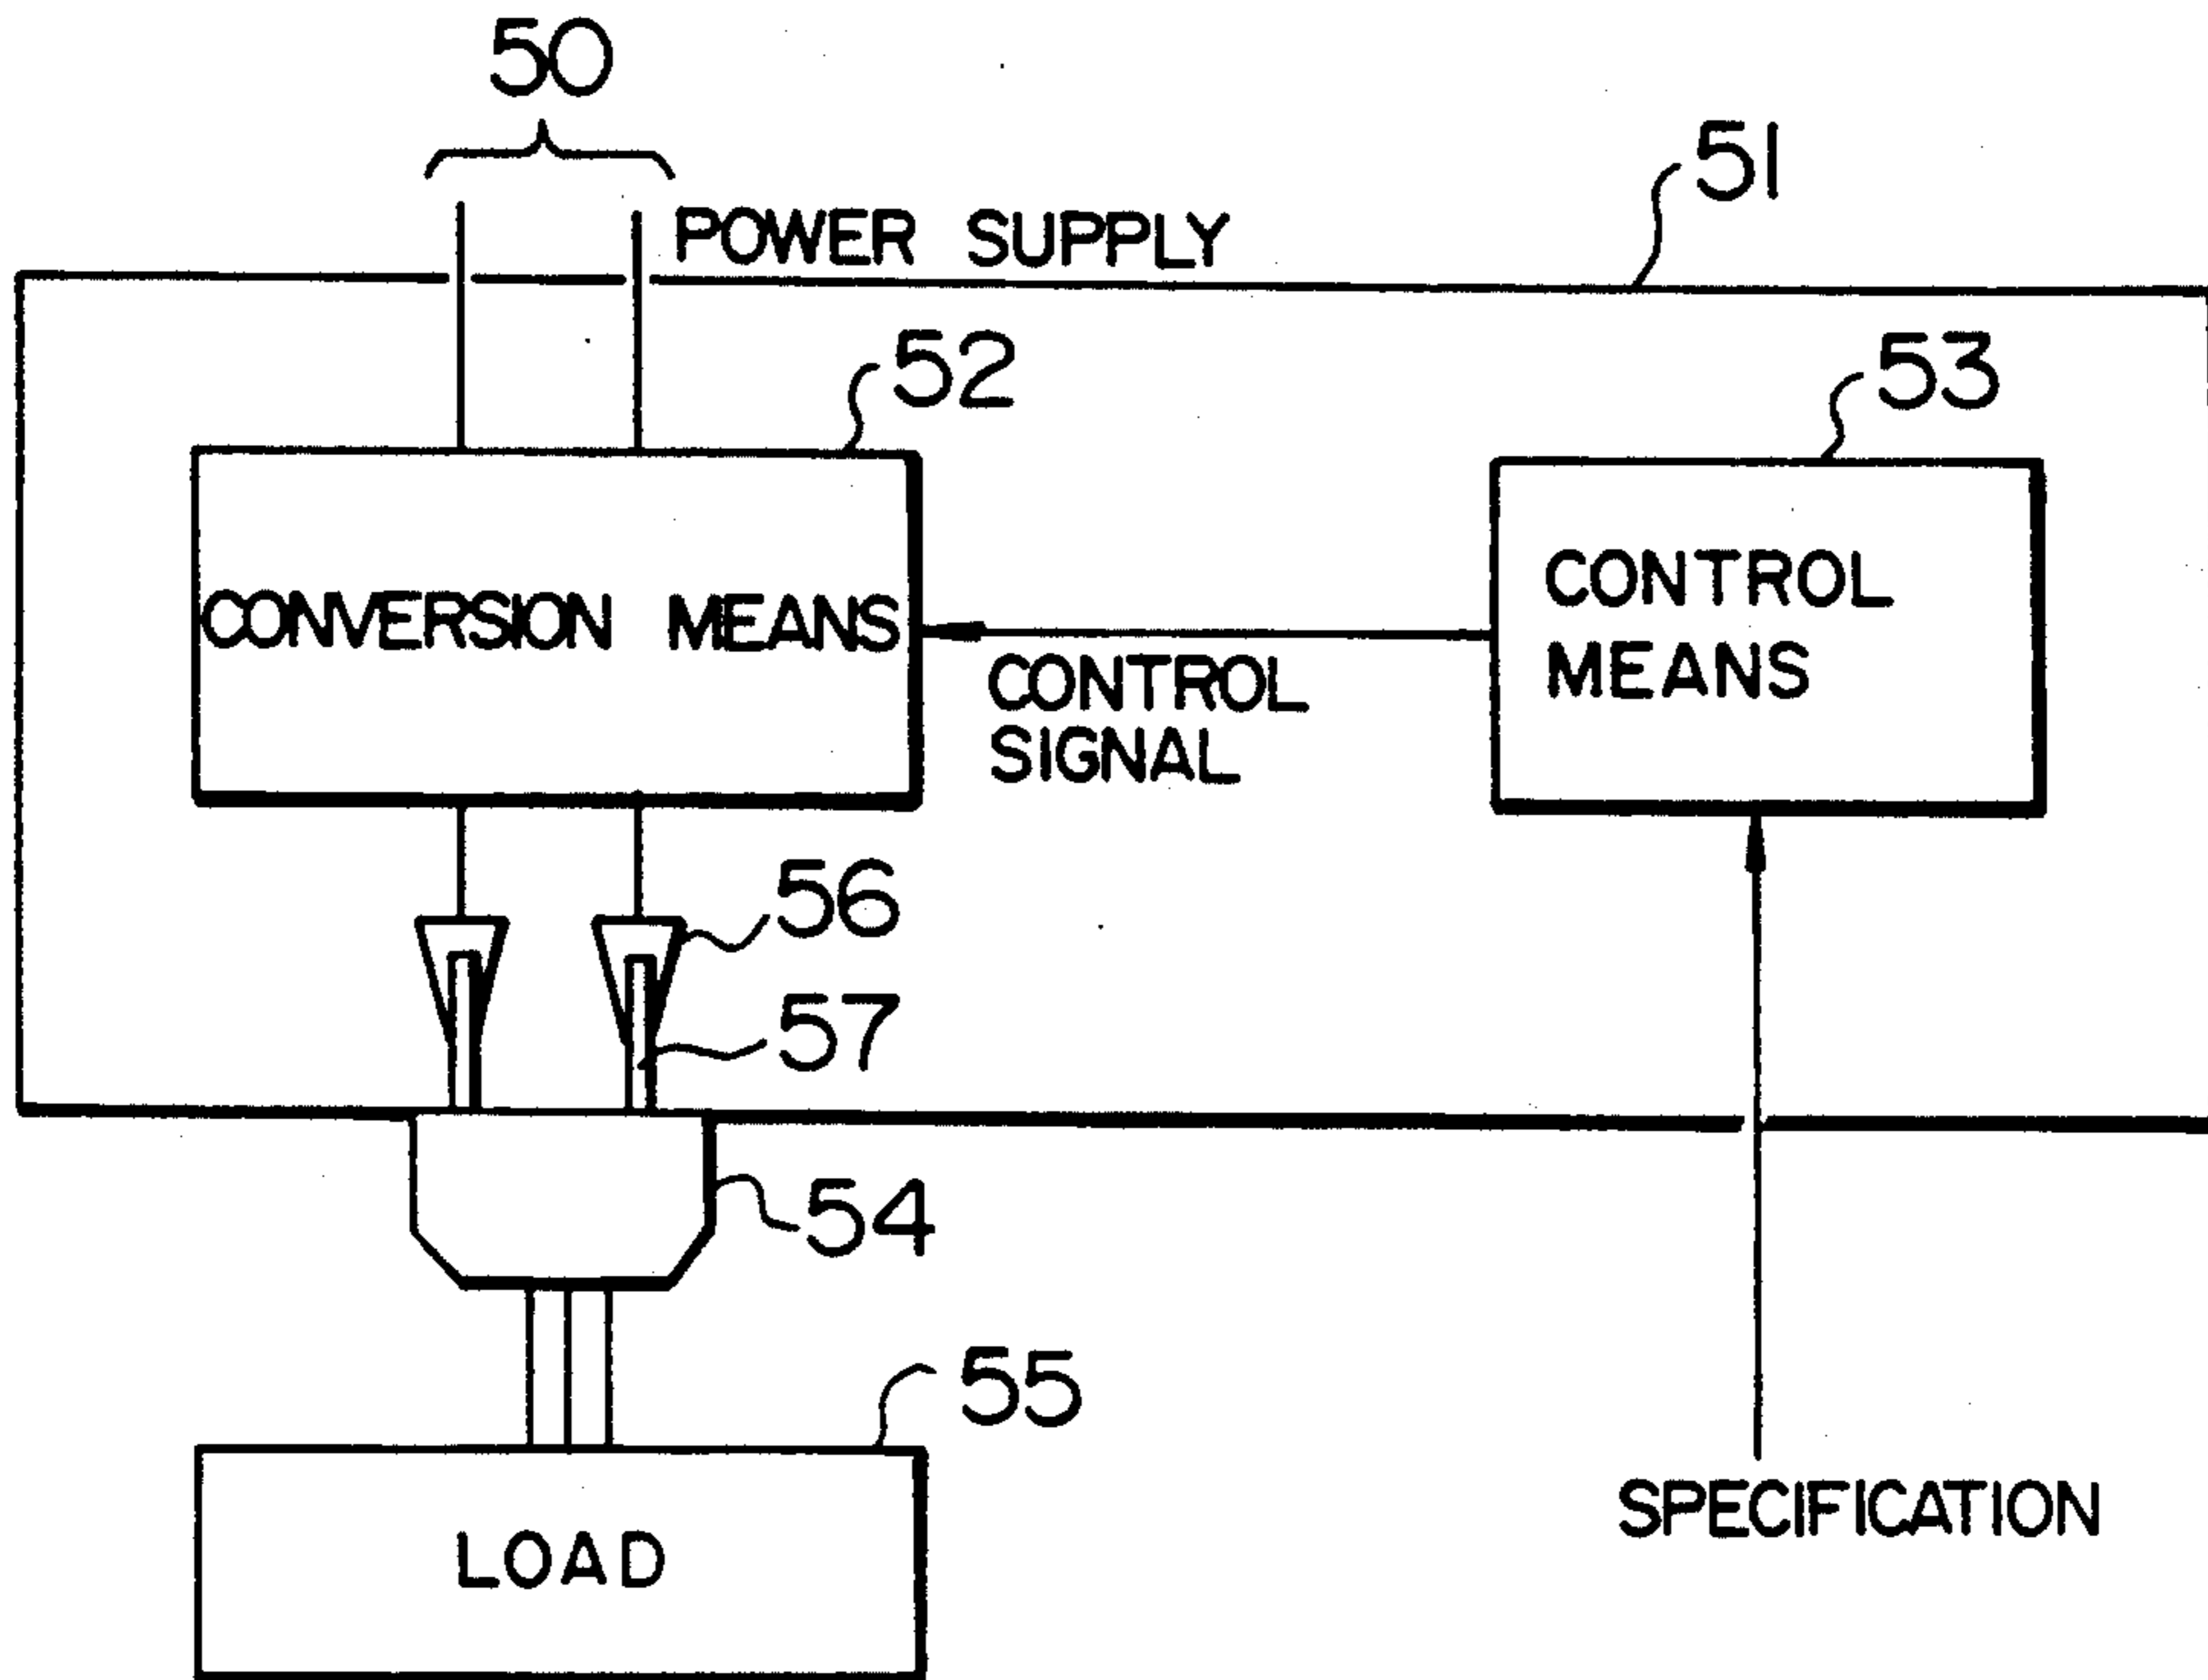 50
POWER SUPPLY
51
52
53
CONVERSION MEANS
CONTROL
MEANS
CONTROL
SIGNAL
56
57
54
55
LOAD
SPECIFICATION